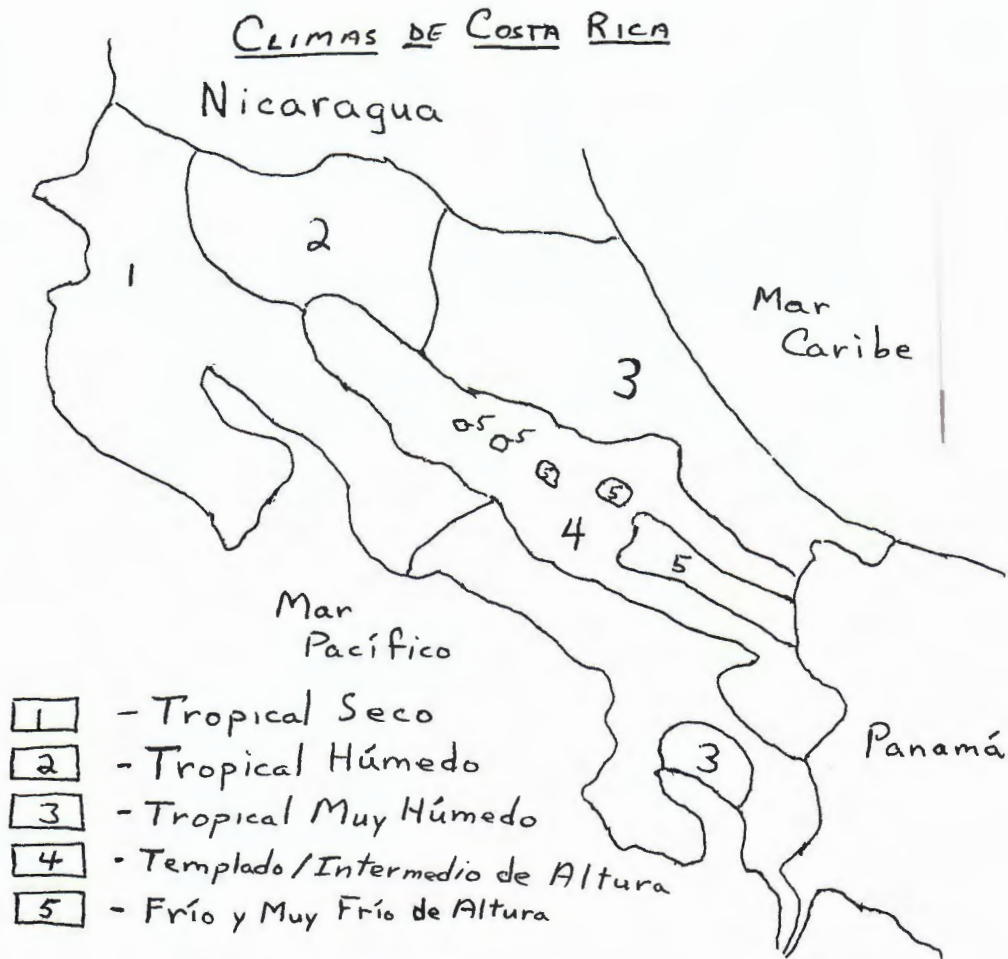 CLIMAS DE COSTA RICA
Nicaragua
2
1
Mar
Caribe
3
5
5
5
5
4
5
Mar
Pacífico
3
Panamá
1 - Tropical Seco
2 - Tropical Húmedo
3 - Tropical Muy Húmedo
4 - Templado/Intermedio de Altura
5 - Frío y Muy Frío de Altura